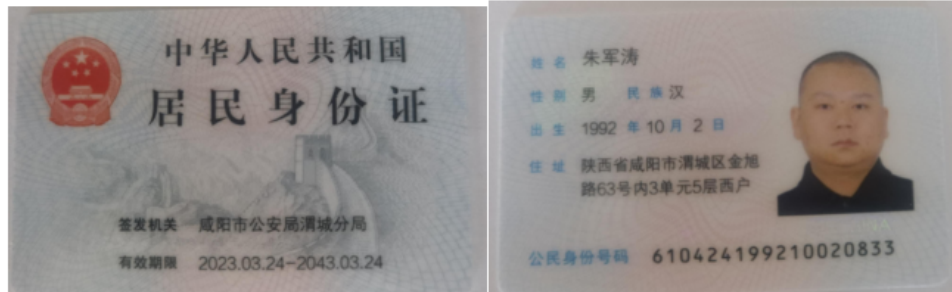 中华人民共和国
居民身份证
签发机关 咸阳市公安局渭城分局
有效期限 2023.03.24-2043.03.24
姓名 朱军涛
性别 男 民族 汉
出生 1992 年 10 月 2 日
住址 陕西省咸阳市渭城区金旭
路63号内3单元5层西户
公民身份号码 610424199210020833